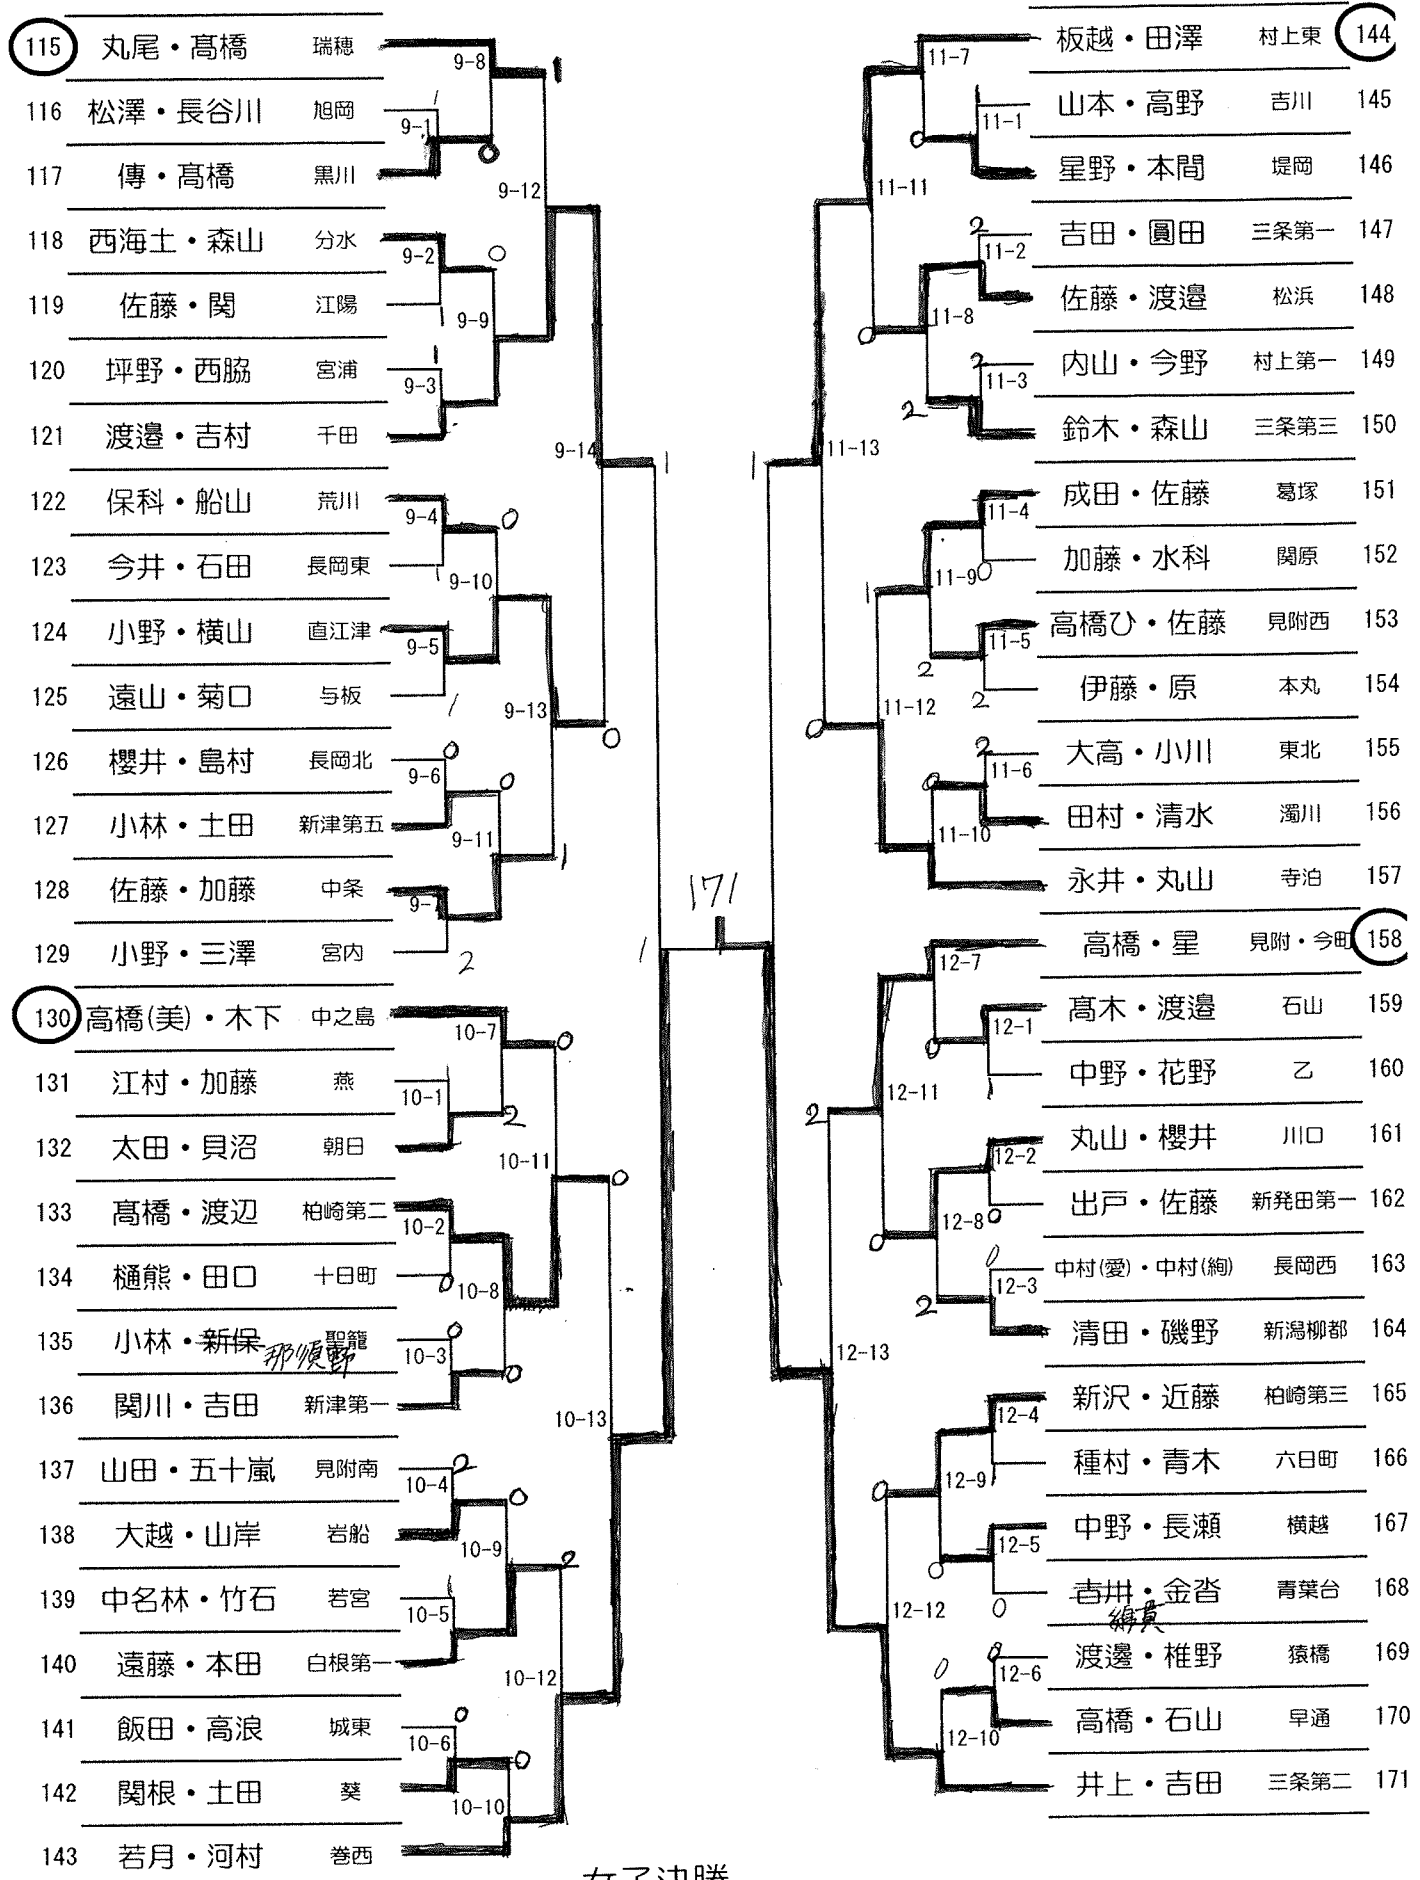 115 丸尾・髙橋 瑞穂
116 松澤・長谷川 旭岡
117 傳・髙橋 黒川
118 西海土・森山 分水
119 佐藤・関 江陽
120 坪野・西脇 宮浦
121 渡邉・吉村 千田
122 保科・船山 荒川
123 今井・石田 長岡東
124 小野・横山 直江津
125 遠山・菊口 与板
126 櫻井・島村 長岡北
127 小林・土田 新津第五
128 佐藤・加藤 中条
129 小野・三澤 宮内
130 高橋(美)・木下 中之島
131 江村・加藤 燕
132 太田・貝沼 朝日
133 髙橋・渡辺 柏崎第二
134 樋熊・田口 十日町
135 小林・新保 聖籠
那須野
136 関川・吉田 新津第一
137 山田・五十嵐 見附南
138 大越・山岸 岩船
139 中名林・竹石 若宮
140 遠藤・本田 白根第一
141 飯田・高浪 城東
142 関根・土田 葵
143 若月・河村 巻西
9-8
9-1
9-12
9-2
9-9
9-3
9-14
9-4
9-10
9-5
9-13
9-6
9-11
9-7
10-7
10-1
10-11
10-2
10-8
10-3
10-13
10-4
10-9
10-5
10-12
10-6
10-10
171
11-7
11-1
11-11
11-2
11-8
11-3
11-13
11-4
11-9
11-5
11-12
11-6
11-10
12-7
12-1
12-11
12-2
12-8
12-3
12-13
12-4
12-9
12-5
12-12
12-6
12-10
板越・田澤 村上東 144
山本・高野 吉川 145
星野・本間 堤岡 146
吉田・圓田 三条第一 147
佐藤・渡邉 松浜 148
内山・今野 村上第一 149
鈴木・森山 三条第三 150
成田・佐藤 葛塚 151
加藤・水科 関原 152
高橋ひ・佐藤 見附西 153
伊藤・原 本丸 154
大高・小川 東北 155
田村・清水 濁川 156
永井・丸山 寺泊 157
高橋・星 見附・今町 158
髙木・渡邉 石山 159
中野・花野 乙 160
丸山・櫻井 川口 161
出戸・佐藤 新発田第一 162
中村(愛)・中村(絢) 長岡西 163
清田・磯野 新潟柳都 164
新沢・近藤 柏崎第三 165
種村・青木 六日町 166
中野・長瀬 横越 167
吉川・金沓 青葉台 168
綿貫
渡邊・椎野 猿橋 169
高橋・石山 早通 170
井上・吉田 三条第二 171
女子決勝